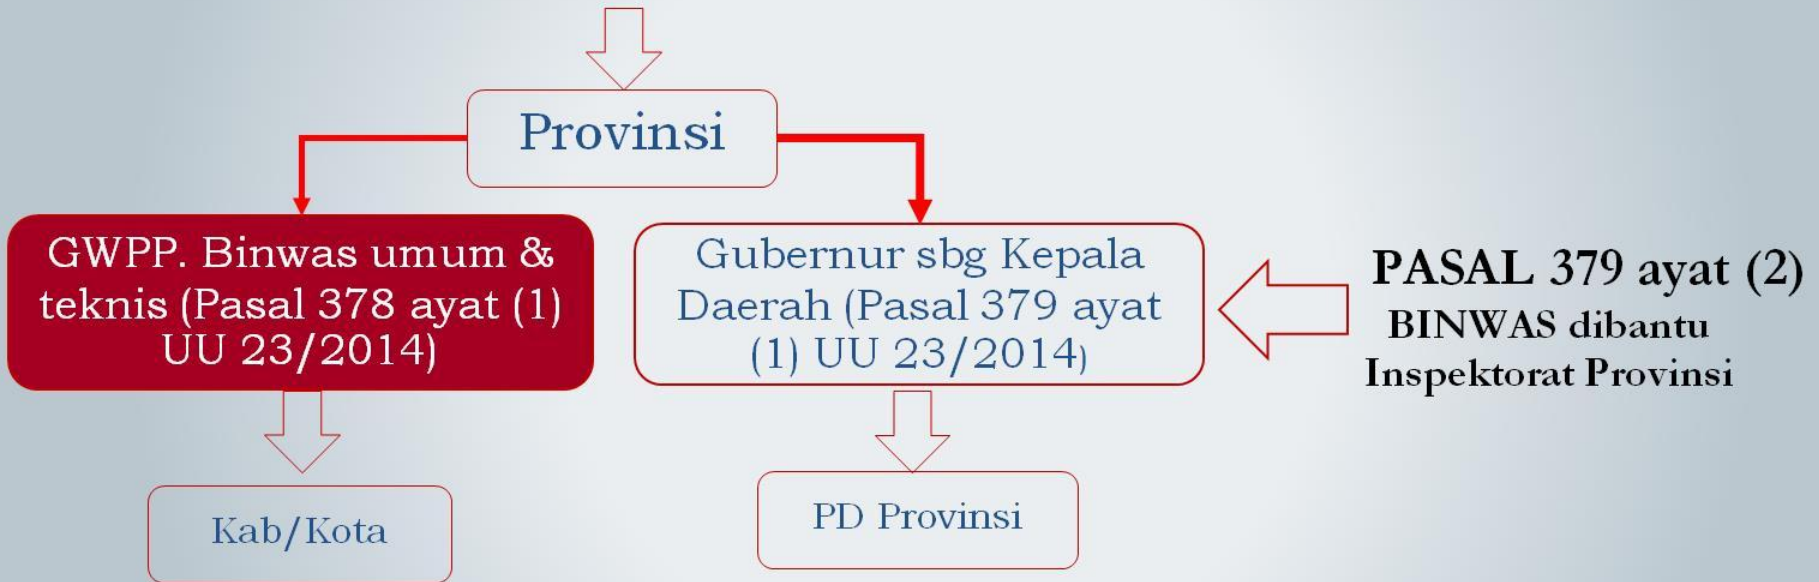 Provinsi
GWPP. Binwas umum &
teknis (Pasal 378 ayat (1)
UU 23/2014)
Gubernur sbg Kepala
Daerah (Pasal 379 ayat
(1) UU 23/2014)
PASAL 379 ayat (2)
BINWAS dibantu
Inspektorat Provinsi
Kab/Kota
PD Provinsi